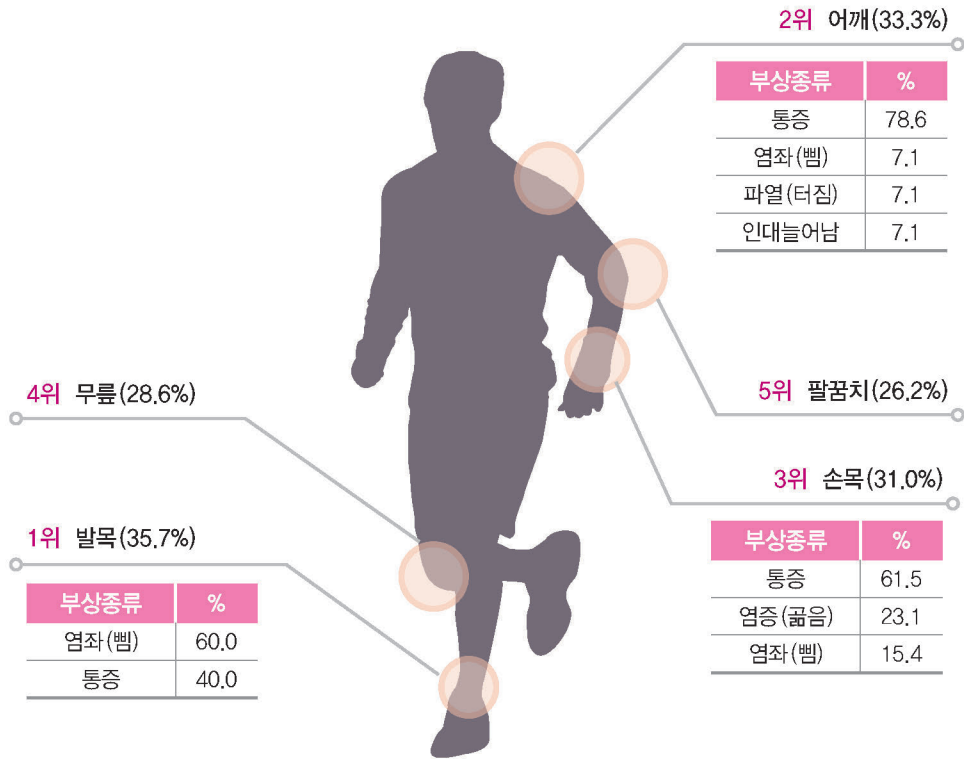 2위 어깨(33.3%)
부상종류 %
통증 78.6
염좌(삠) 7.1
파열(터짐) 7.1
인대늘어남 7.1
4위 무릎(28.6%)
5위 팔꿈치(26.2%)
3위 손목(31.0%)
부상종류 %
통증 61.5
염증(곪음) 23.1
염좌(삠) 15.4
1위 발목(35.7%)
부상종류 %
염좌(삠) 60.0
통증 40.0